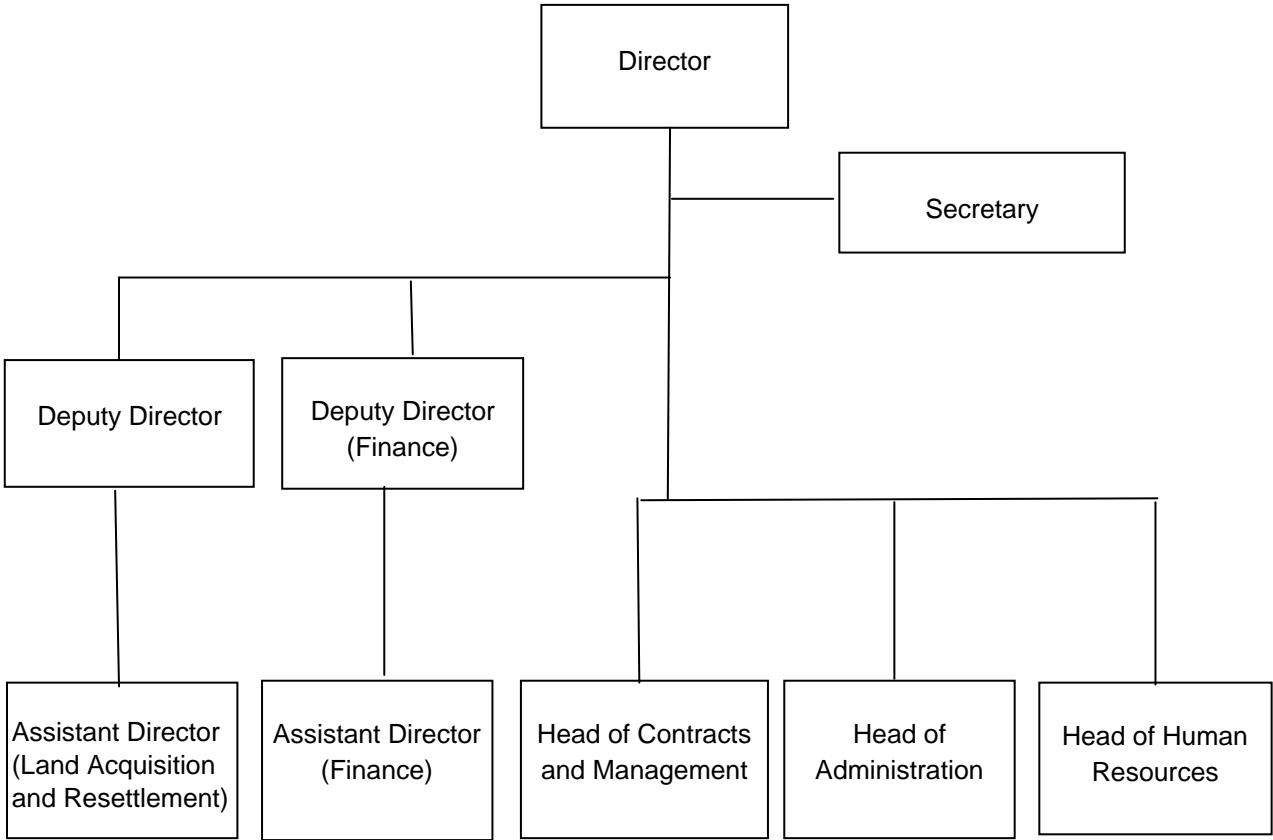 Director
Secretary
Deputy Director
Deputy Director
(Finance)
Assistant Director
(Land Acquisition
and Resettlement)
Assistant Director
(Finance)
Head of Contracts
and Management
Head of
Administration
Head of Human
Resources